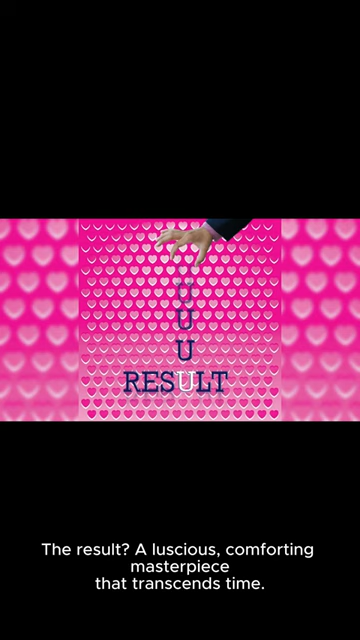 U
U
U
RESULT
The result? A luscious, comforting
masterpiece
that transcends time.